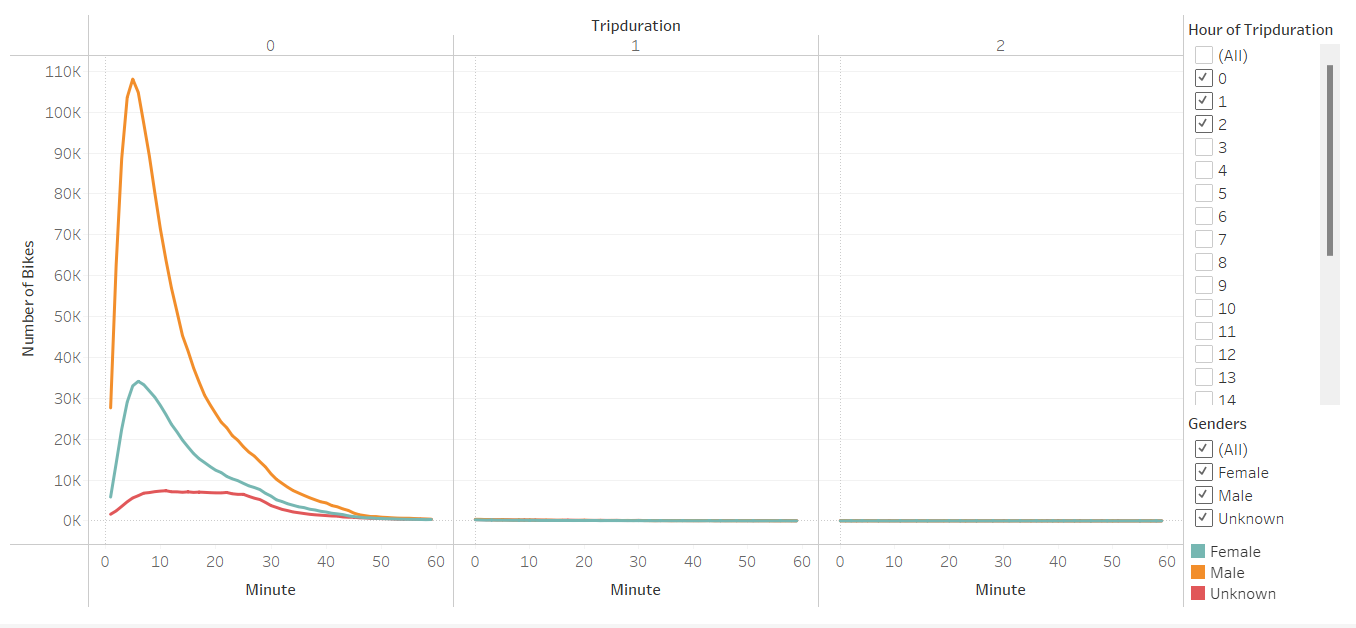 Tripduration
0 1 2
110K
100K
90K
80K
70K
60K
50K
40K
30K
20K
10K
0K
Number of Bikes
0 10 20 30 40 50 60 0 10 20 30 40 50 60 0 10 20 30 40 50 60
Minute Minute Minute
Hour of Tripduration
(All)
0
1
2
3
4
5
6
7
8
9
10
11
12
13
14
Genders
(All)
Female
Male
Unknown
Female
Male
Unknown